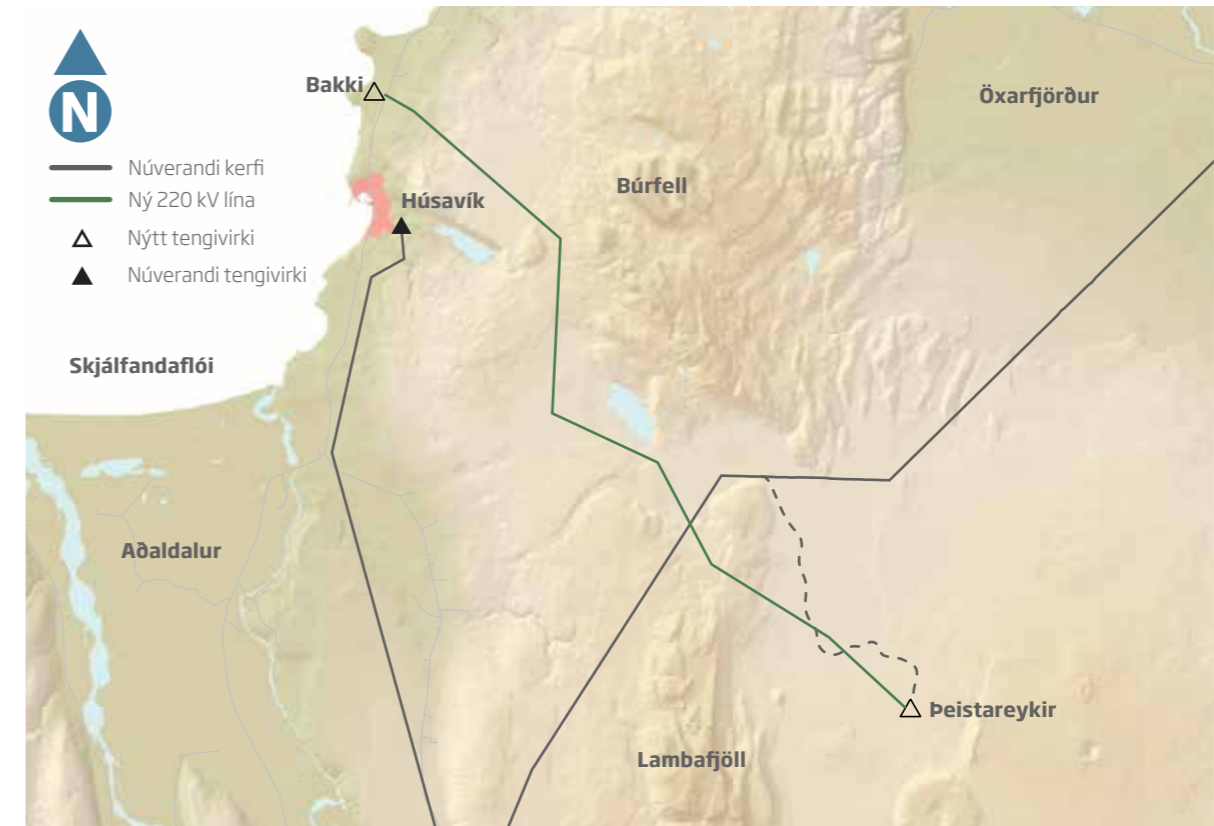 N
Núverandi kerfi
Ný 220 kV lína
Nýtt tengivirki
Núverandi tengivirki
Bakki
Öxarfjörður
Búrfell
Húsavík
Skjálfandaflói
Aðaldalur
Þeistareykir
Lambafjöll